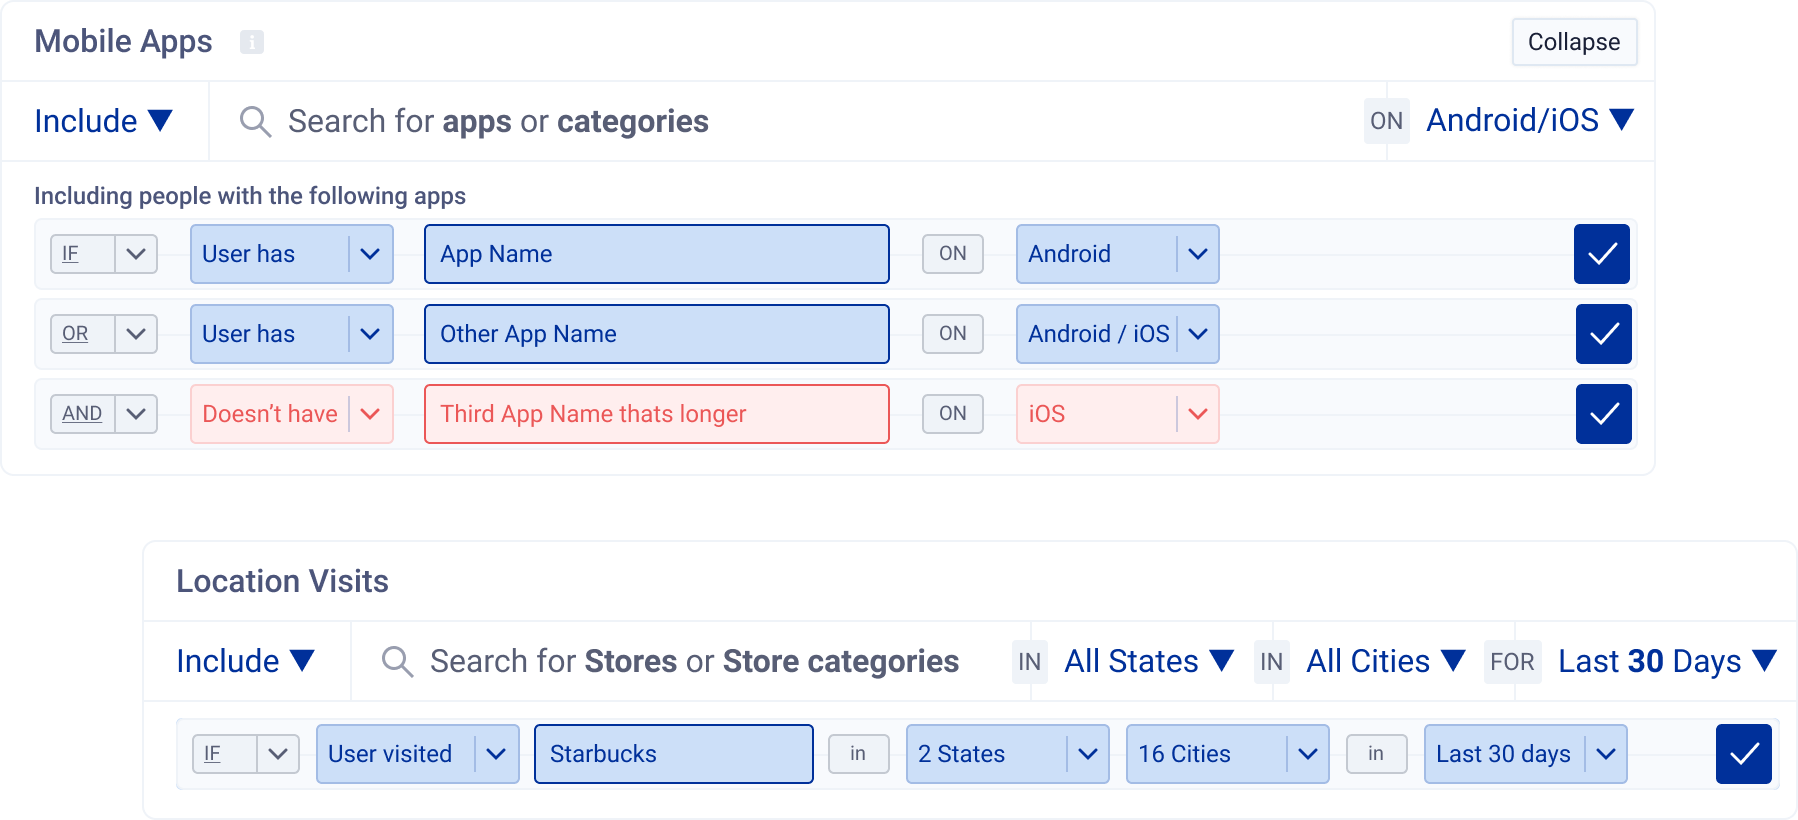 Mobile Apps i Collapse
Include Search for apps or categories ON Android/iOS
Including people with the following apps
IF User has App Name ON Android
OR User has Other App Name ON Android / iOS
AND Doesn’t have Third App Name thats longer ON iOS
Location Visits
Include Search for Stores or Store categories IN All States IN All Cities FOR Last 30 Days
IF User visited Starbucks in 2 States 16 Cities in Last 30 days